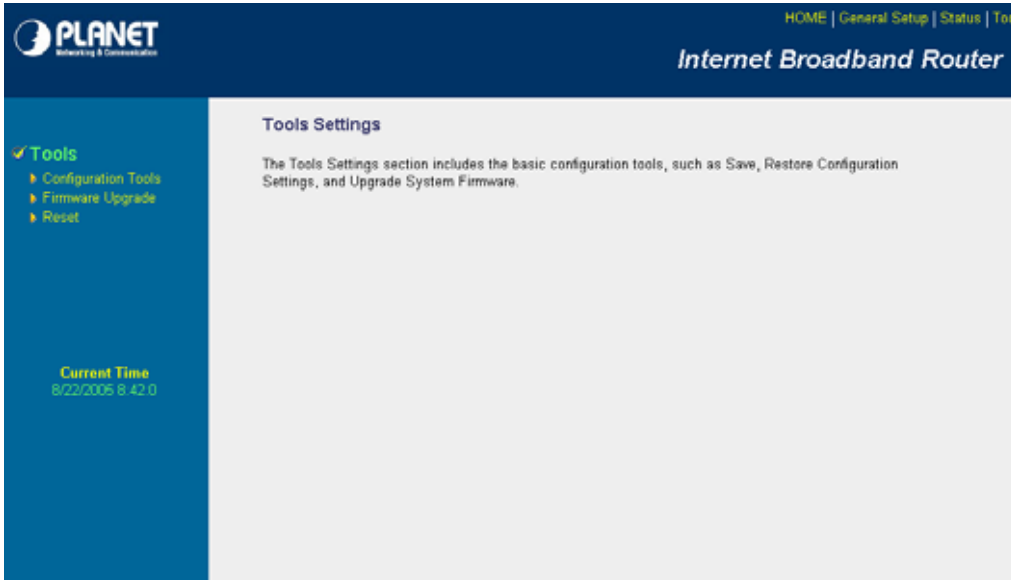 PLANET
Networking & Communication
HOME | General Setup | Status | Too
Internet Broadband Router
Tools
Configuration Tools
Firmware Upgrade
Reset
Current Time
8/22/2005 8:42:0
Tools Settings
The Tools Settings section includes the basic configuration tools, such as Save, Restore Configuration
Settings, and Upgrade System Firmware.